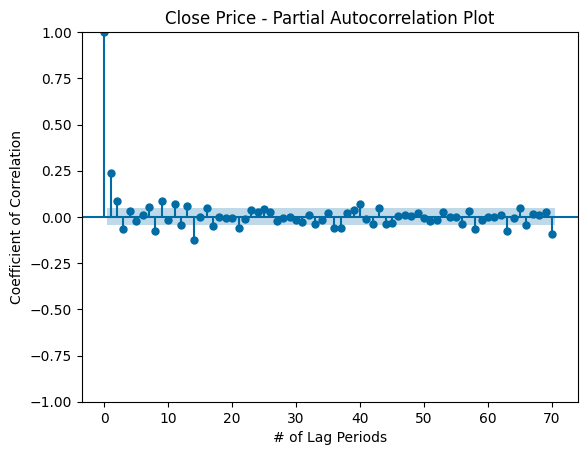 Close Price - Partial Autocorrelation Plot
1.00
0.75
0.50
0.25
0.00
−0.25
−0.50
−0.75
−1.00
Coefficient of Correlation
0 10 20 30 40 50 60 70
# of Lag Periods